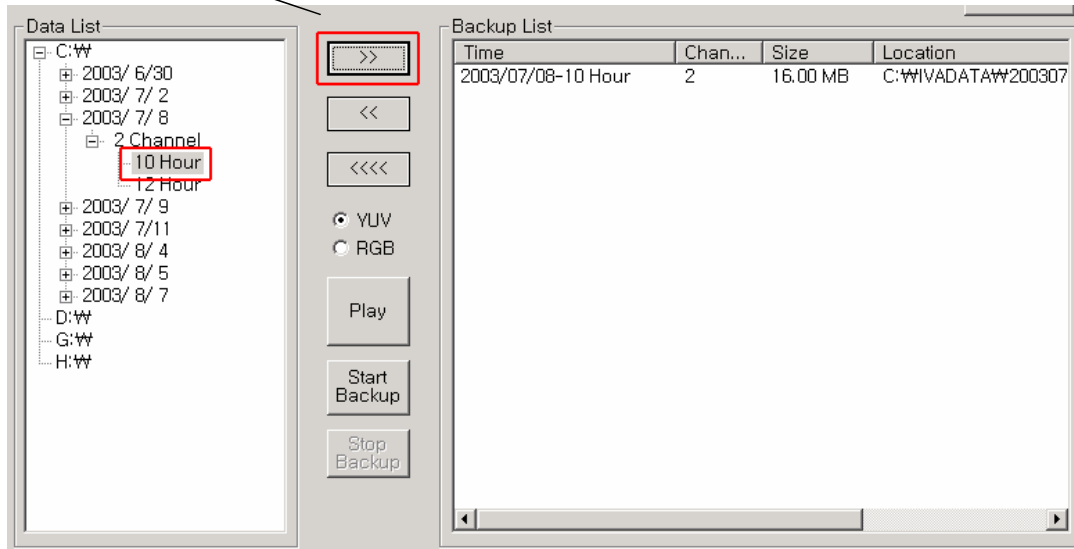 Data List
C:₩
2003/ 6/30
2003/ 7/ 2
2003/ 7/ 8
2 Channel
10 Hour
12 Hour
2003/ 7/ 9
2003/ 7/11
2003/ 8/ 4
2003/ 8/ 5
2003/ 8/ 7
D:₩
G:₩
H:₩
>>
<<
<<<<
YUV
RGB
Play
Start
Backup
Stop
Backup
Backup List
Time Chan... Size Location
2003/07/08-10 Hour 2 16.00 MB C:₩IVADATA₩200307